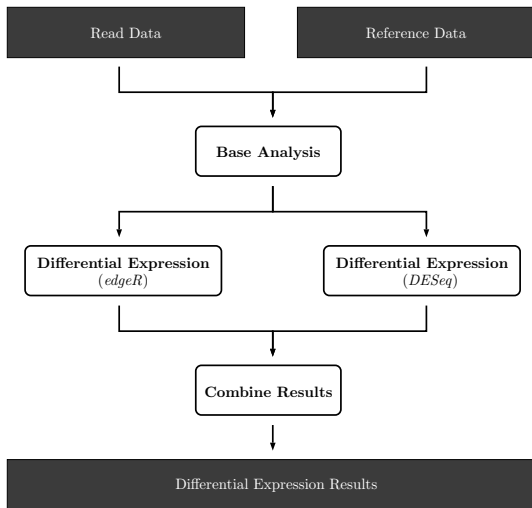 Read Data
Reference Data
Base Analysis
Differential Expression
(edgeR)
Differential Expression
(DESeq)
Combine Results
Differential Expression Results